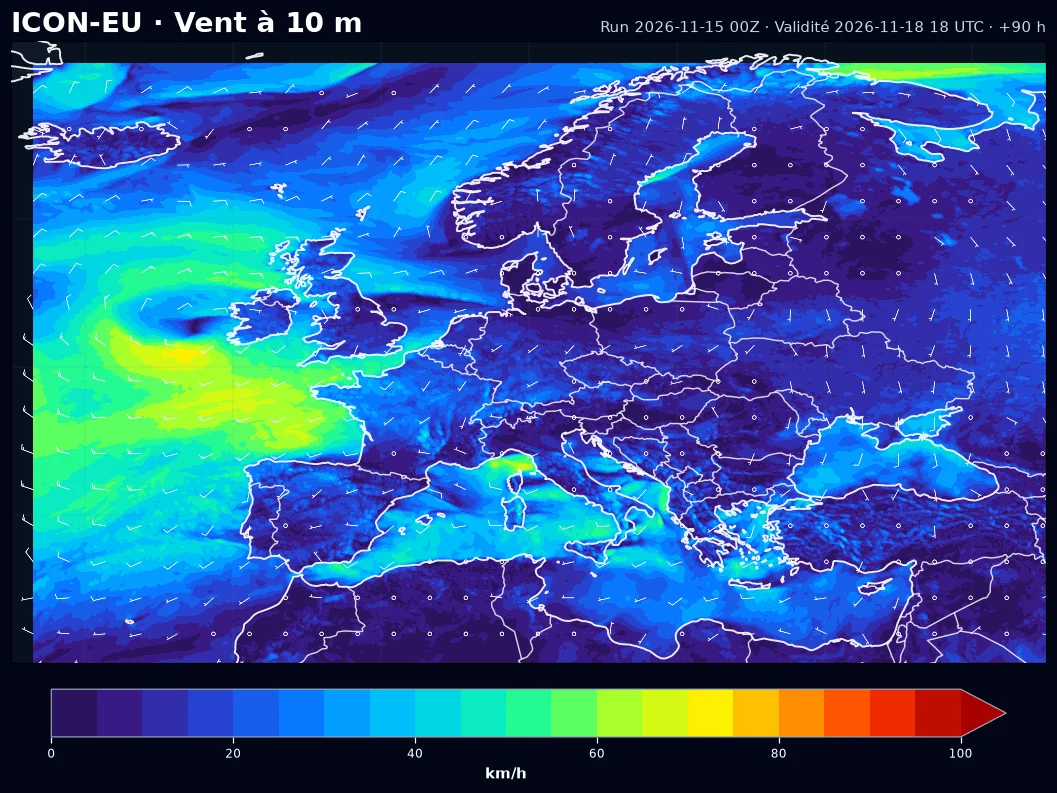 ICON-EU · Vent à 10 m
Run 2026-11-15 00Z · Validité 2026-11-18 18 UTC · +90 h
0 20 40 60 80 100
km/h